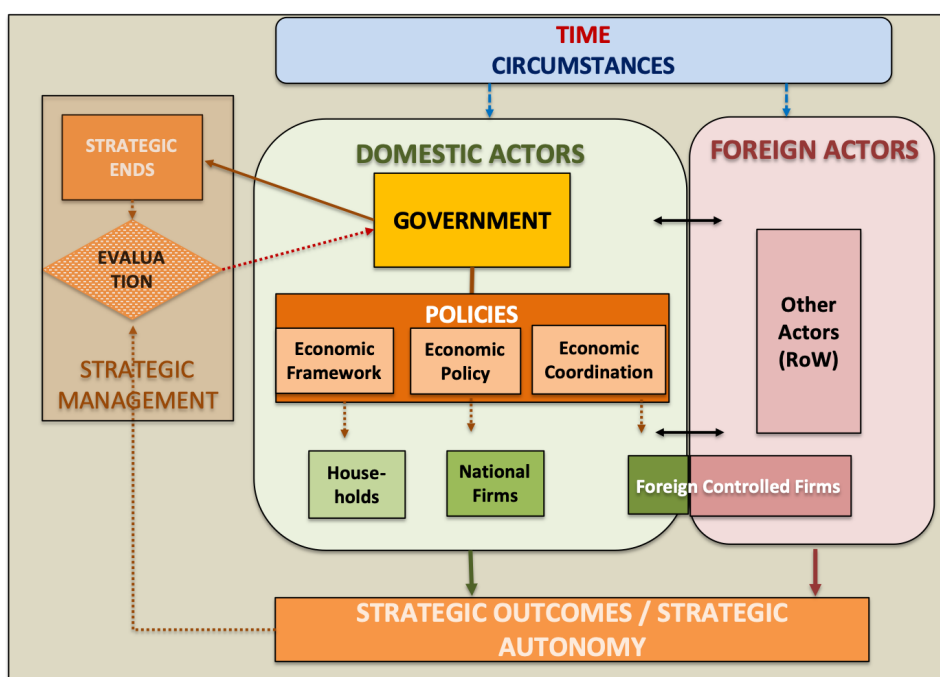 TIME
CIRCUMSTANCES
STRATEGIC
ENDS
EVALUA
TION
STRATEGIC
MANAGEMENT
DOMESTIC ACTORS
GOVERNMENT
POLICIES
Economic
Framework
Economic
Policy
Economic
Coordination
House-
holds
National
Firms
FOREIGN ACTORS
Other
Actors
(RoW)
Foreign Controlled Firms
STRATEGIC OUTCOMES / STRATEGIC
AUTONOMY